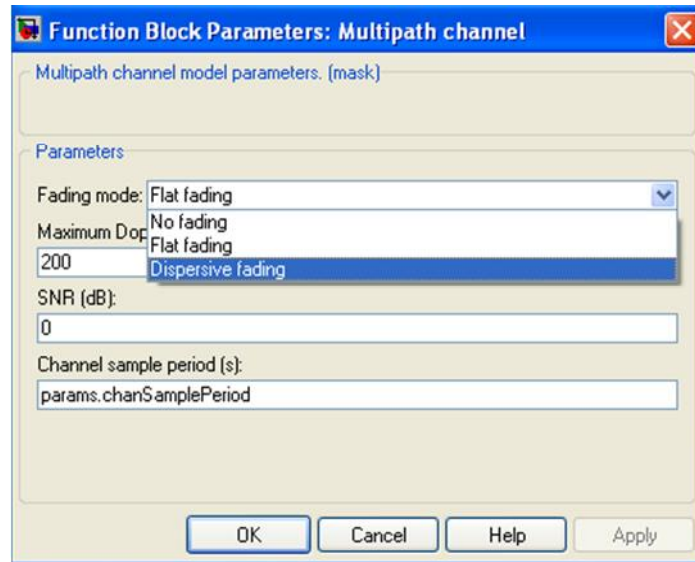 Function Block Parameters: Multipath channel
Multipath channel model parameters. (mask)
Parameters
Fading mode: Flat fading
No fading
Maximum Dop
Flat fading
200
Dispersive fading
SNR (dB):
0
Channel sample period (s):
params.chanSamplePeriod
OK Cancel Help Apply